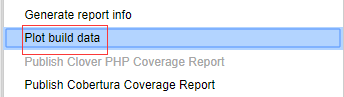 Generate report info
Plot build data
Publish Clover PHP Coverage Report
Publish Cobertura Coverage Report